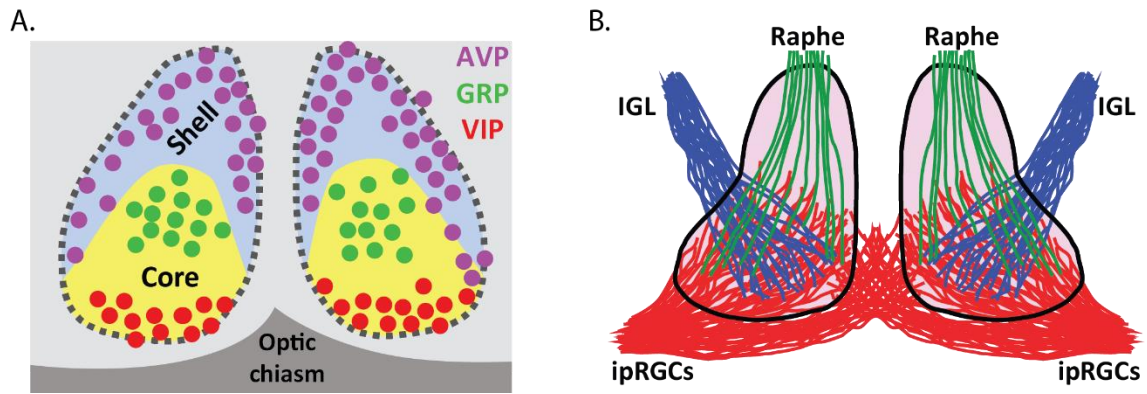 A.
AVP
GRP
VIP
Shell
Core
Optic
chiasm
B.
Raphe
Raphe
IGL
IGL
ipRGCs
ipRGCs